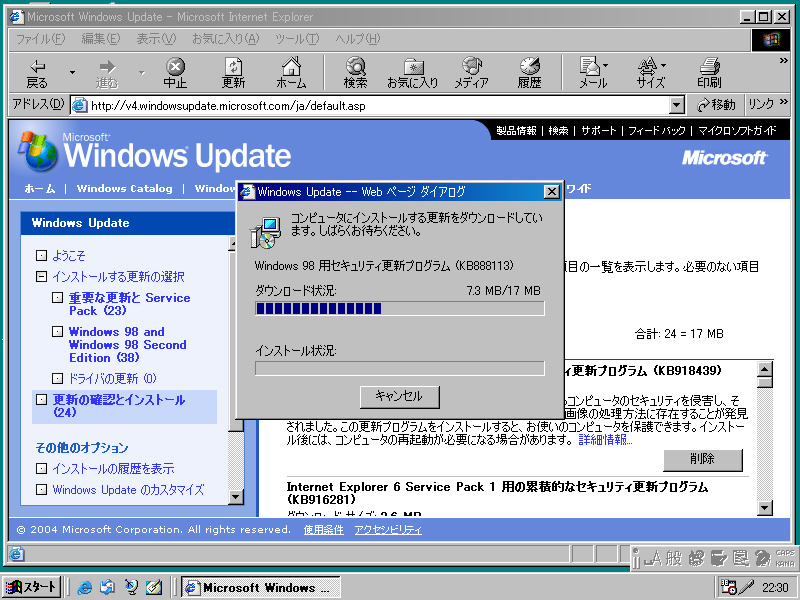 Microsoft Windows Update - Microsoft Internet Explorer
ファイル(F) 編集(E) 表示(V) お気に入り(A) ツール(T) ヘルプ(H)
戻る 進む 中止 更新 ホーム 検索 お気に入り メディア 履歴 メール サイズ 印刷
アドレス(D) http://v4.windowsupdate.microsoft.com/ja/default.asp 移動 リンク
製品情報 | 検索 | サポート | フィードバック | マイクロソフトガイド
Microsoft
Windows Update
Microsoft
ホーム | Windows Catalog | Window
ワイド
Windows Update
ようこそ
インストールする更新の選択
重要な更新と Service
Pack (23)
Windows 98 and
Windows 98 Second
Edition (38)
ドライバの更新 (0)
更新の確認とインストール
(24)
その他のオプション
インストールの履歴を表示
Windows Update のカスタマイズ
Windows Update -- Web ページ ダイアログ
コンピュータにインストールする更新をダウンロードしてい
ます。しばらくお待ちください。
Windows 98 用セキュリティ更新プログラム (KB888113)
ダウンロード状況: 7.3 MB/17 MB
インストール状況:
キャンセル
項目の一覧を表示します。必要のない項目
合計: 24 = 17 MB
更新プログラム (KB918439)
コンピュータのセキュリティを侵害し、そ
画像の処理方法に存在することが発見
されました。この更新プログラムをインストールすると、お使いのコンピュータを保護できます。インストー
ル後には、コンピュータの再起動が必要になる場合があります。 詳細情報...
削除
Internet Explorer 6 Service Pack 1 用の累積的なセキュリティ更新プログラム
(KB916281)
ダウンロード サイズ: 2.6 MB
© 2004 Microsoft Corporation. All rights reserved. 使用条件 アクセシビリティ
A 般 CAPS
KANA
スタート Microsoft Windows ... 22:30